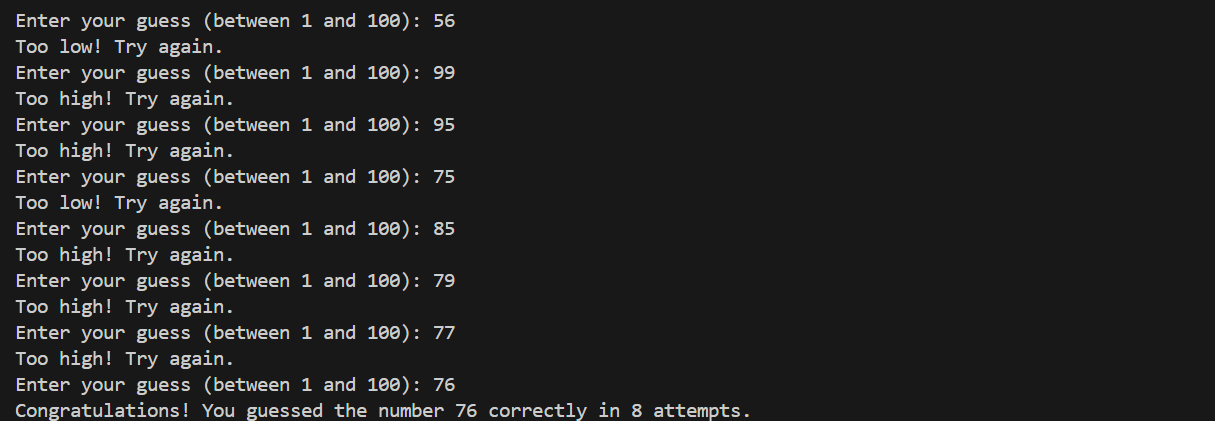 Enter your guess (between 1 and 100): 56
Too low! Try again.
Enter your guess (between 1 and 100): 99
Too high! Try again.
Enter your guess (between 1 and 100): 95
Too high! Try again.
Enter your guess (between 1 and 100): 75
Too low! Try again.
Enter your guess (between 1 and 100): 85
Too high! Try again.
Enter your guess (between 1 and 100): 79
Too high! Try again.
Enter your guess (between 1 and 100): 77
Too high! Try again.
Enter your guess (between 1 and 100): 76
Congratulations! You guessed the number 76 correctly in 8 attempts.